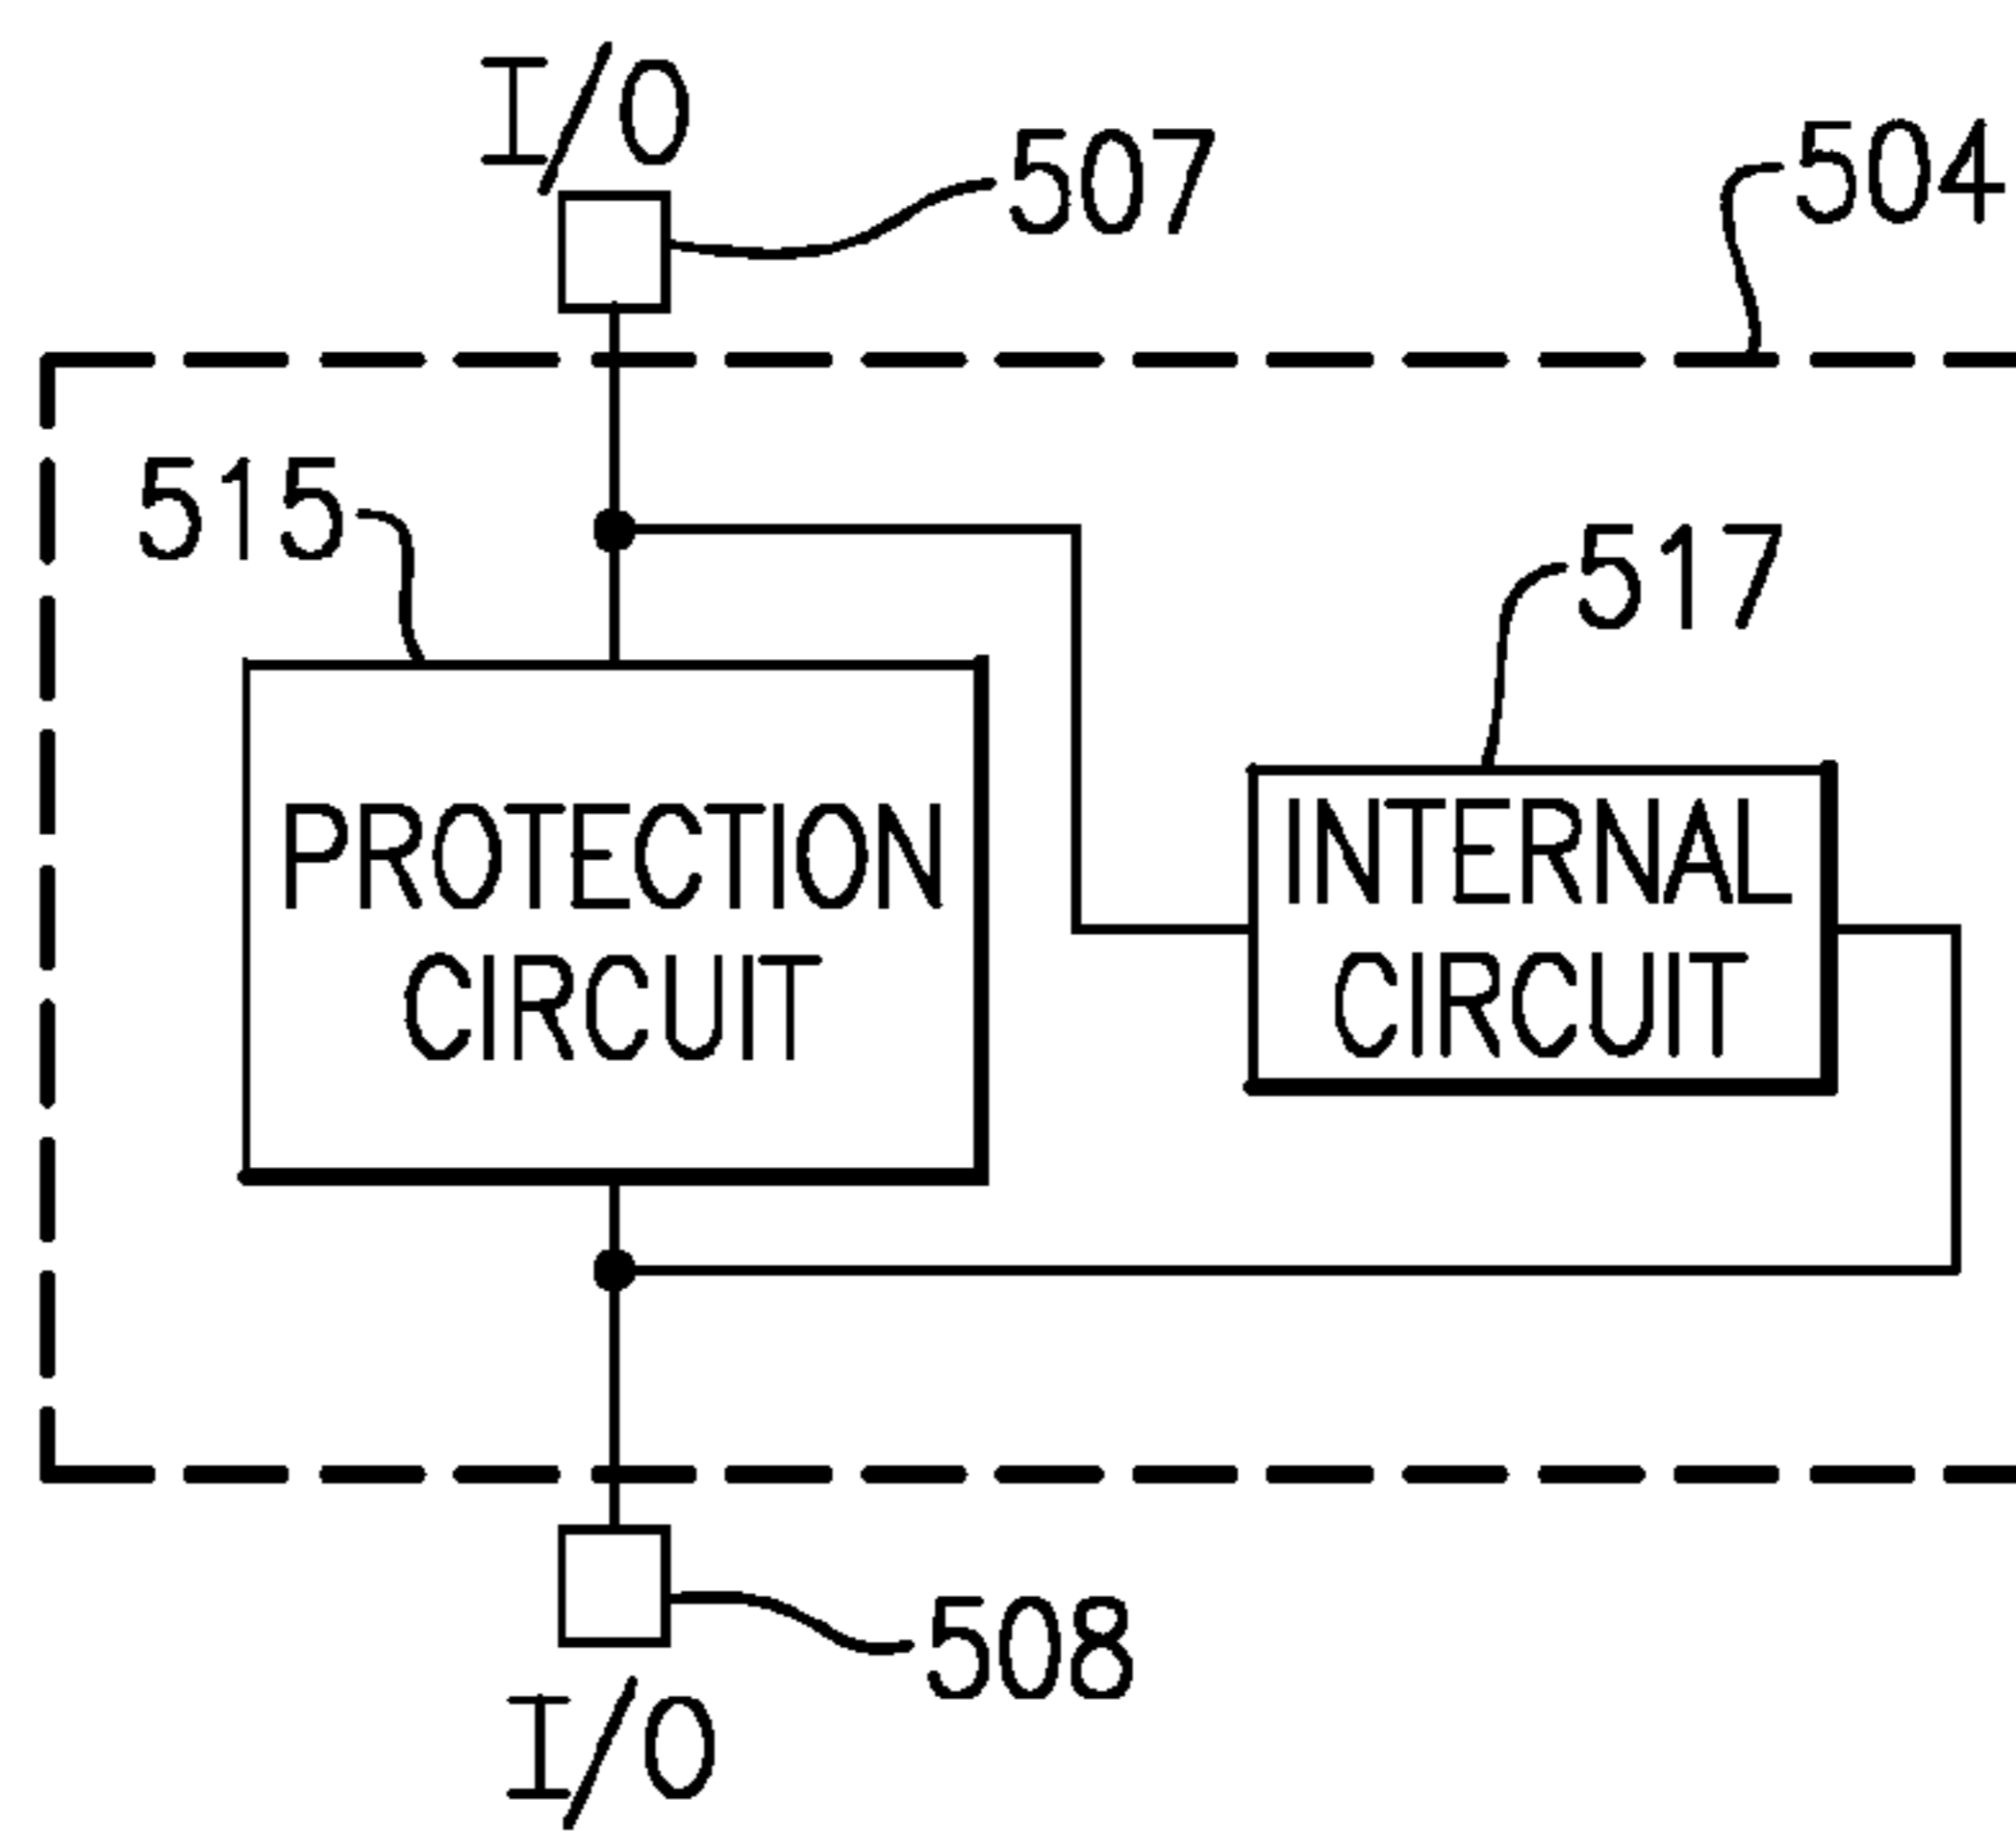 I/O
507
504
515
517
PROTECTION
CIRCUIT
INTERNAL
CIRCUIT
508
I/O